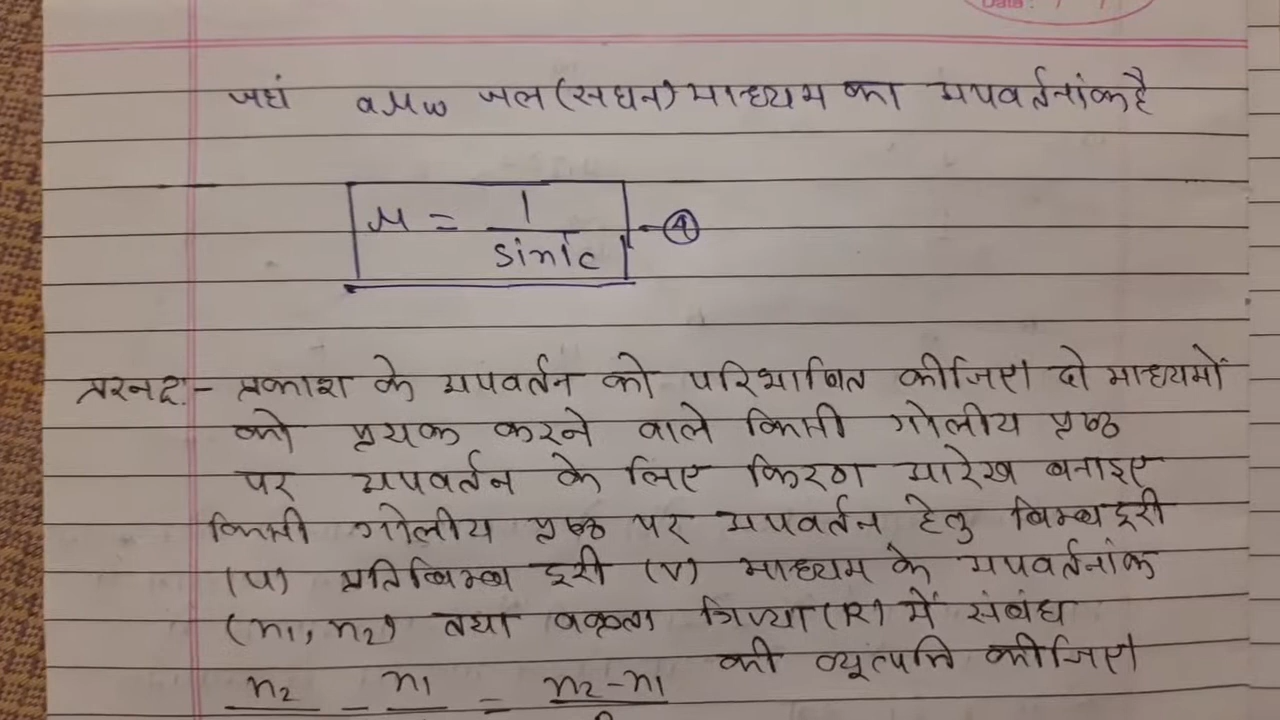 Date :
जहां aμw जल (सघन) माध्यम का अपवर्तनांक है
μ = 1 / sin ic - ④
प्रश्न 8:- प्रकाश के अपवर्तन को परिभाषित कीजिए। दो माध्यमों
को पृथक करने वाले किसी गोलीय पृष्ठ
पर अपवर्तन के लिए किरण आरेख बनाइए
किसी गोलीय पृष्ठ पर अपवर्तन हेतु बिम्ब दूरी
(u) प्रतिबिम्ब दूरी (v) माध्यम के अपवर्तनांक
(n1, n2) तथा वक्रता त्रिज्या (R) में संबंध
की व्यूत्पत्ति कीजिए।
n2 - n1 = n2-n1